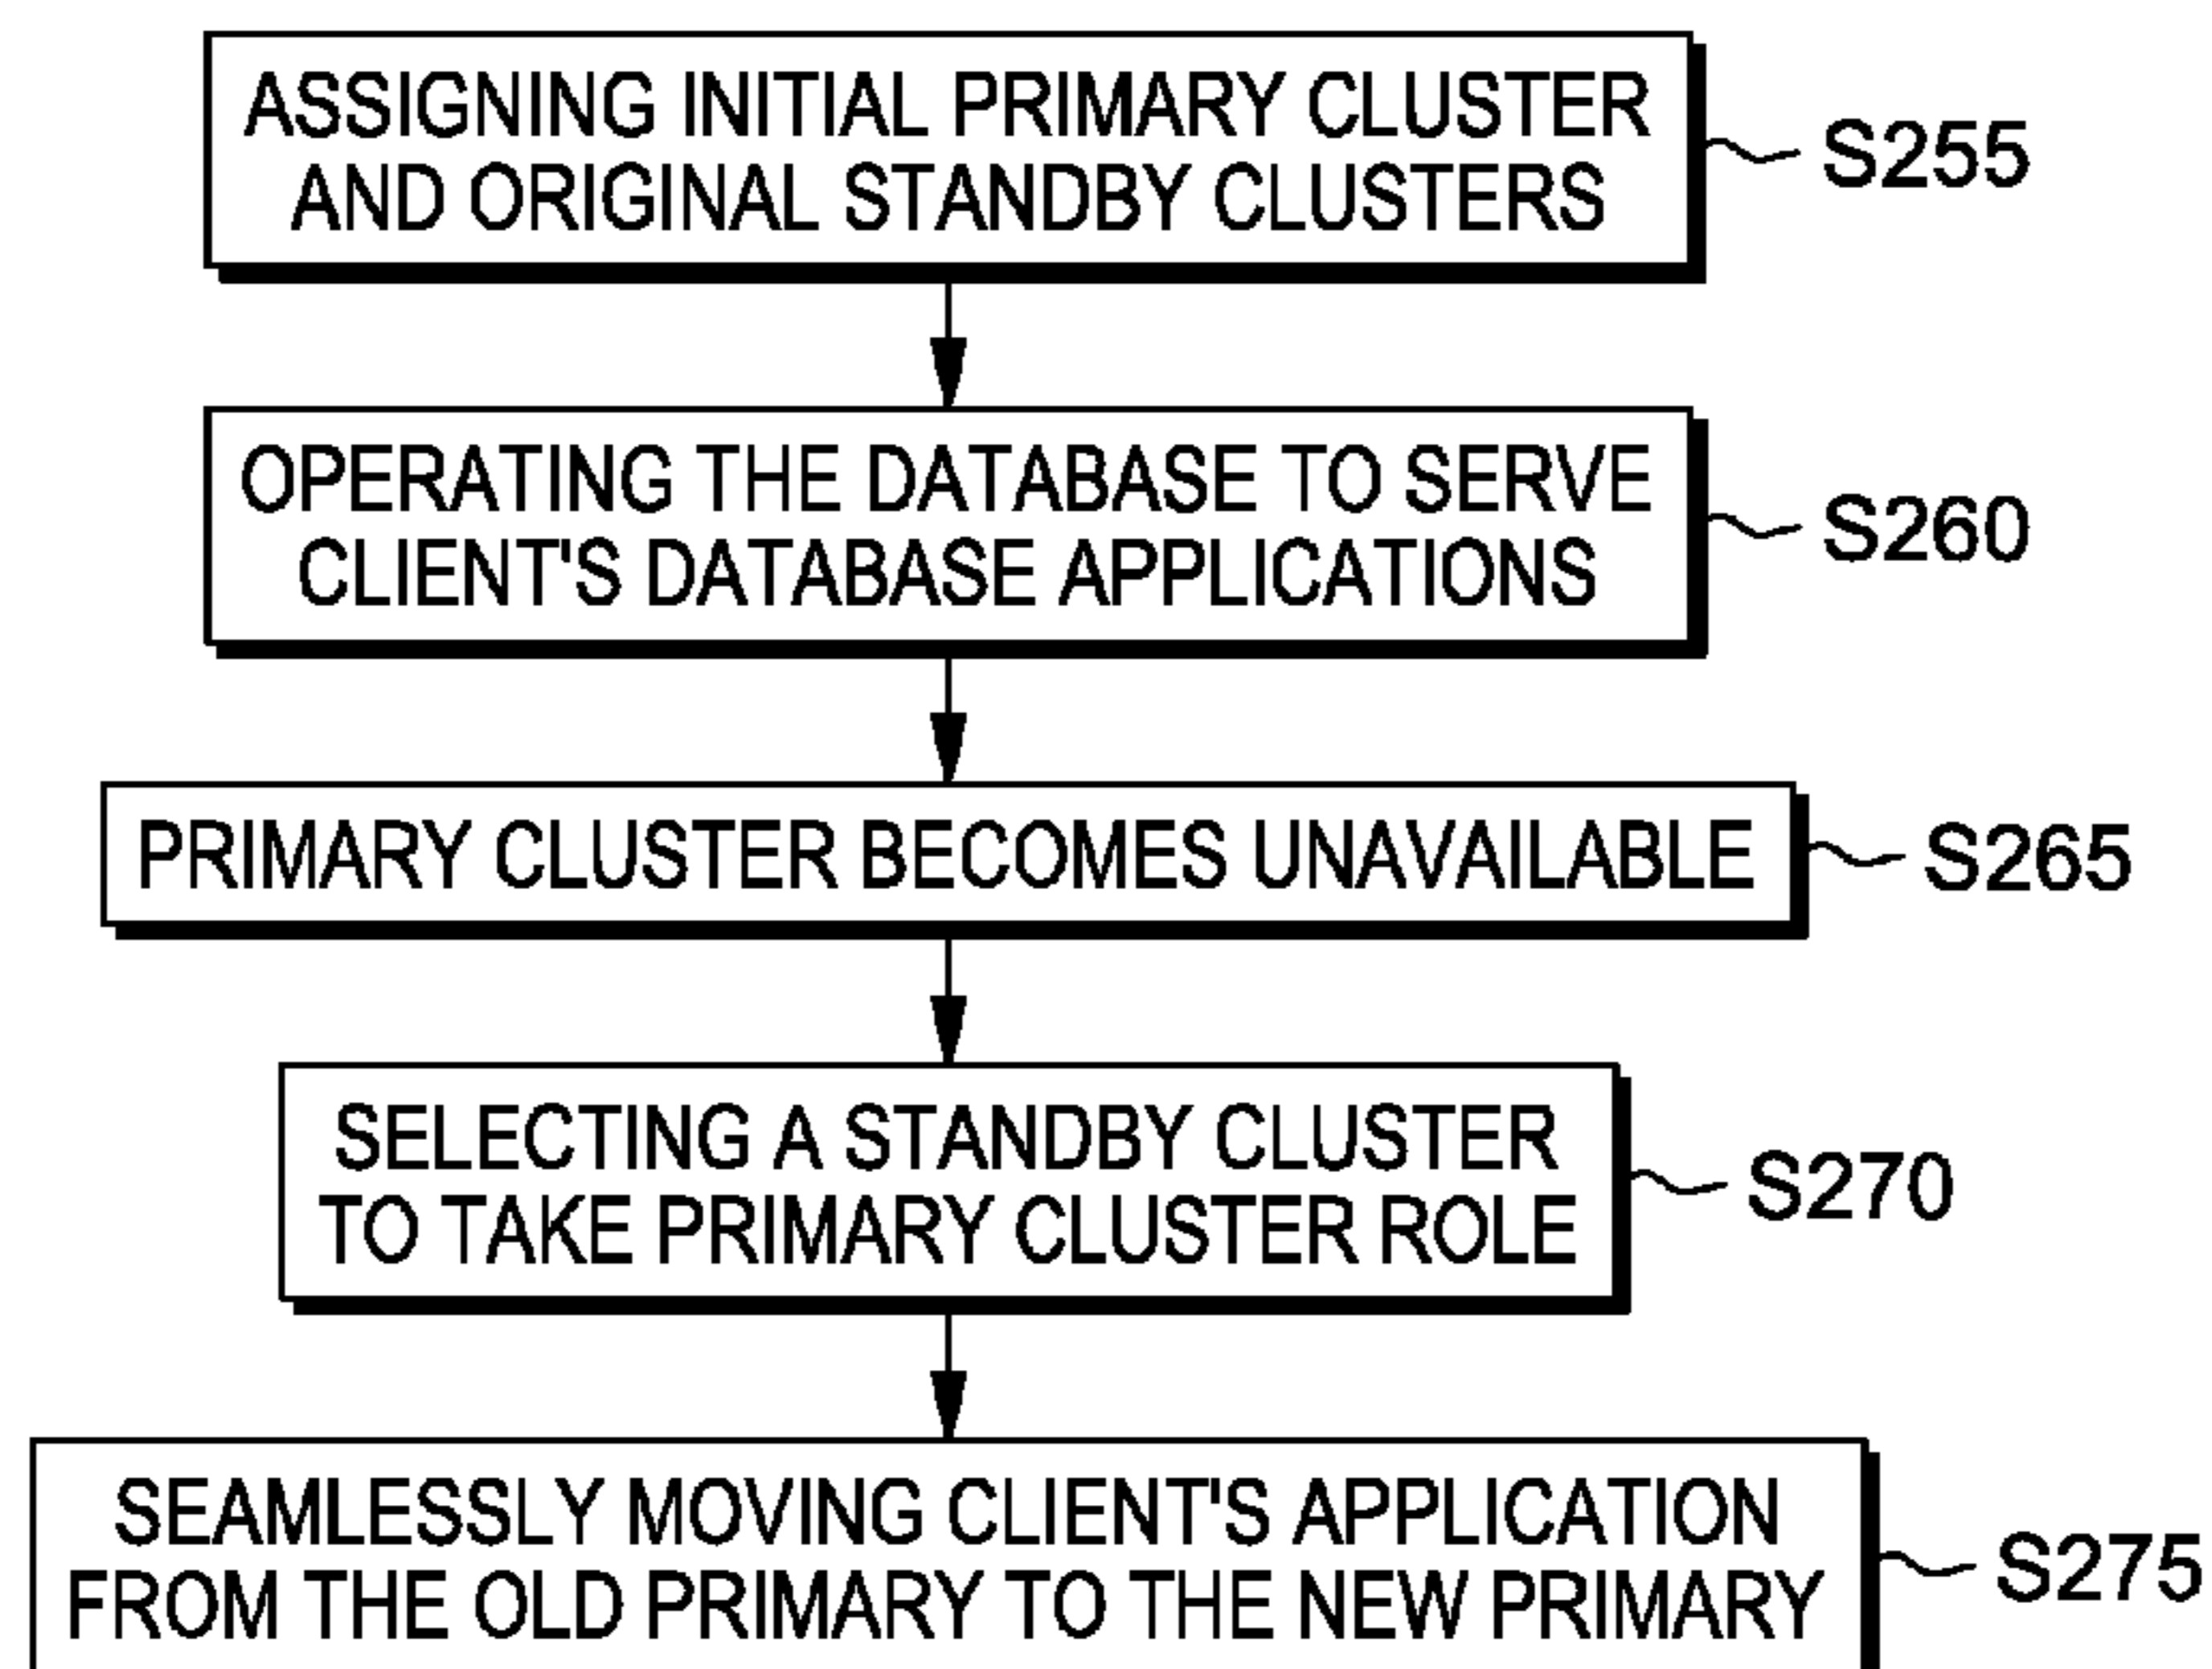 ASSIGNING INITIAL PRIMARY CLUSTER
AND ORIGINAL STANDBY CLUSTERS
S255
OPERATING THE DATABASE TO SERVE
CLIENT'S DATABASE APPLICATIONS
S260
PRIMARY CLUSTER BECOMES UNAVAILABLE
S265
SELECTING A STANDBY CLUSTER
TO TAKE PRIMARY CLUSTER ROLE
S270
SEAMLESSLY MOVING CLIENT'S APPLICATION
FROM THE OLD PRIMARY TO THE NEW PRIMARY
S275